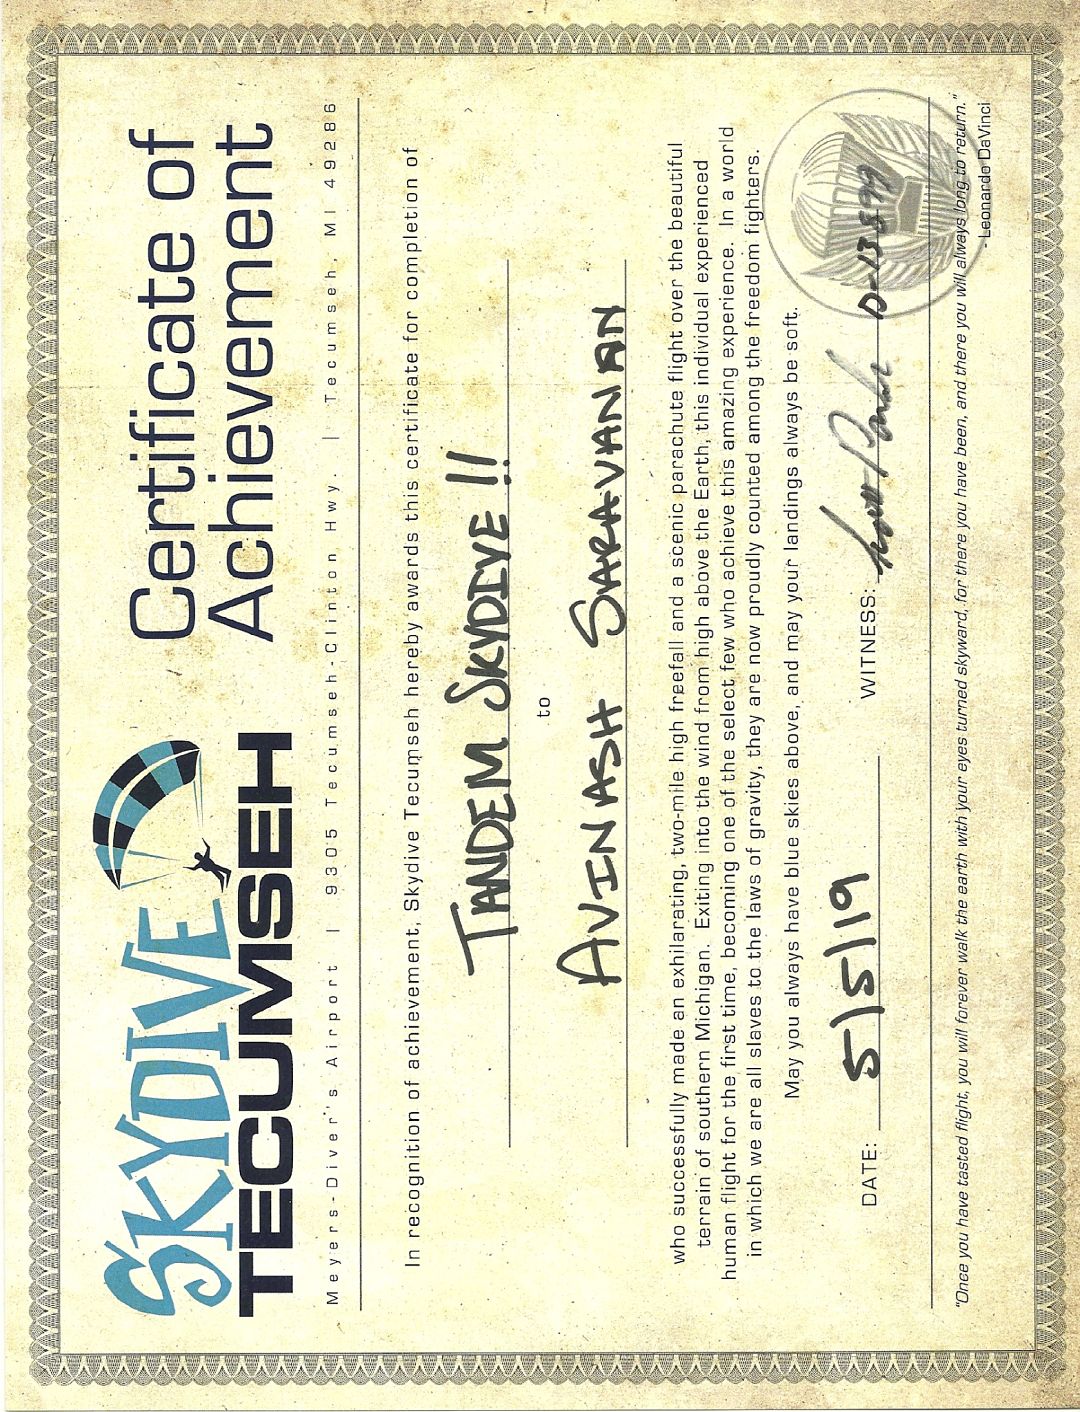 SKYDIVE
TECUMSEH
Certificate of
Achievement
Meyers-Diver's Airport | 9305 Tecumseh-Clinton Hwy. | Tecumseh, MI 49286
In recognition of achievement, Skydive Tecumseh hereby awards this certificate for completion of
TANDEM SKYDIVE !!
to
AVINASH SARAVANAN
who successfully made an exhilarating, two-mile high freefall and a scenic parachute flight over the beautiful
terrain of southern Michigan. Exiting into the wind from high above the Earth, this individual experienced
human flight for the first time, becoming one of the select few who achieve this amazing experience. In a world
in which we are all slaves to the laws of gravity, they are now proudly counted among the freedom fighters.
May you always have blue skies above, and may your landings always be soft.
DATE: 5/5/19 WITNESS: D-13899
"Once you have tasted flight, you will forever walk the earth with your eyes turned skyward, for there you have been, and there you will always long to return."
- Leonardo DaVinci